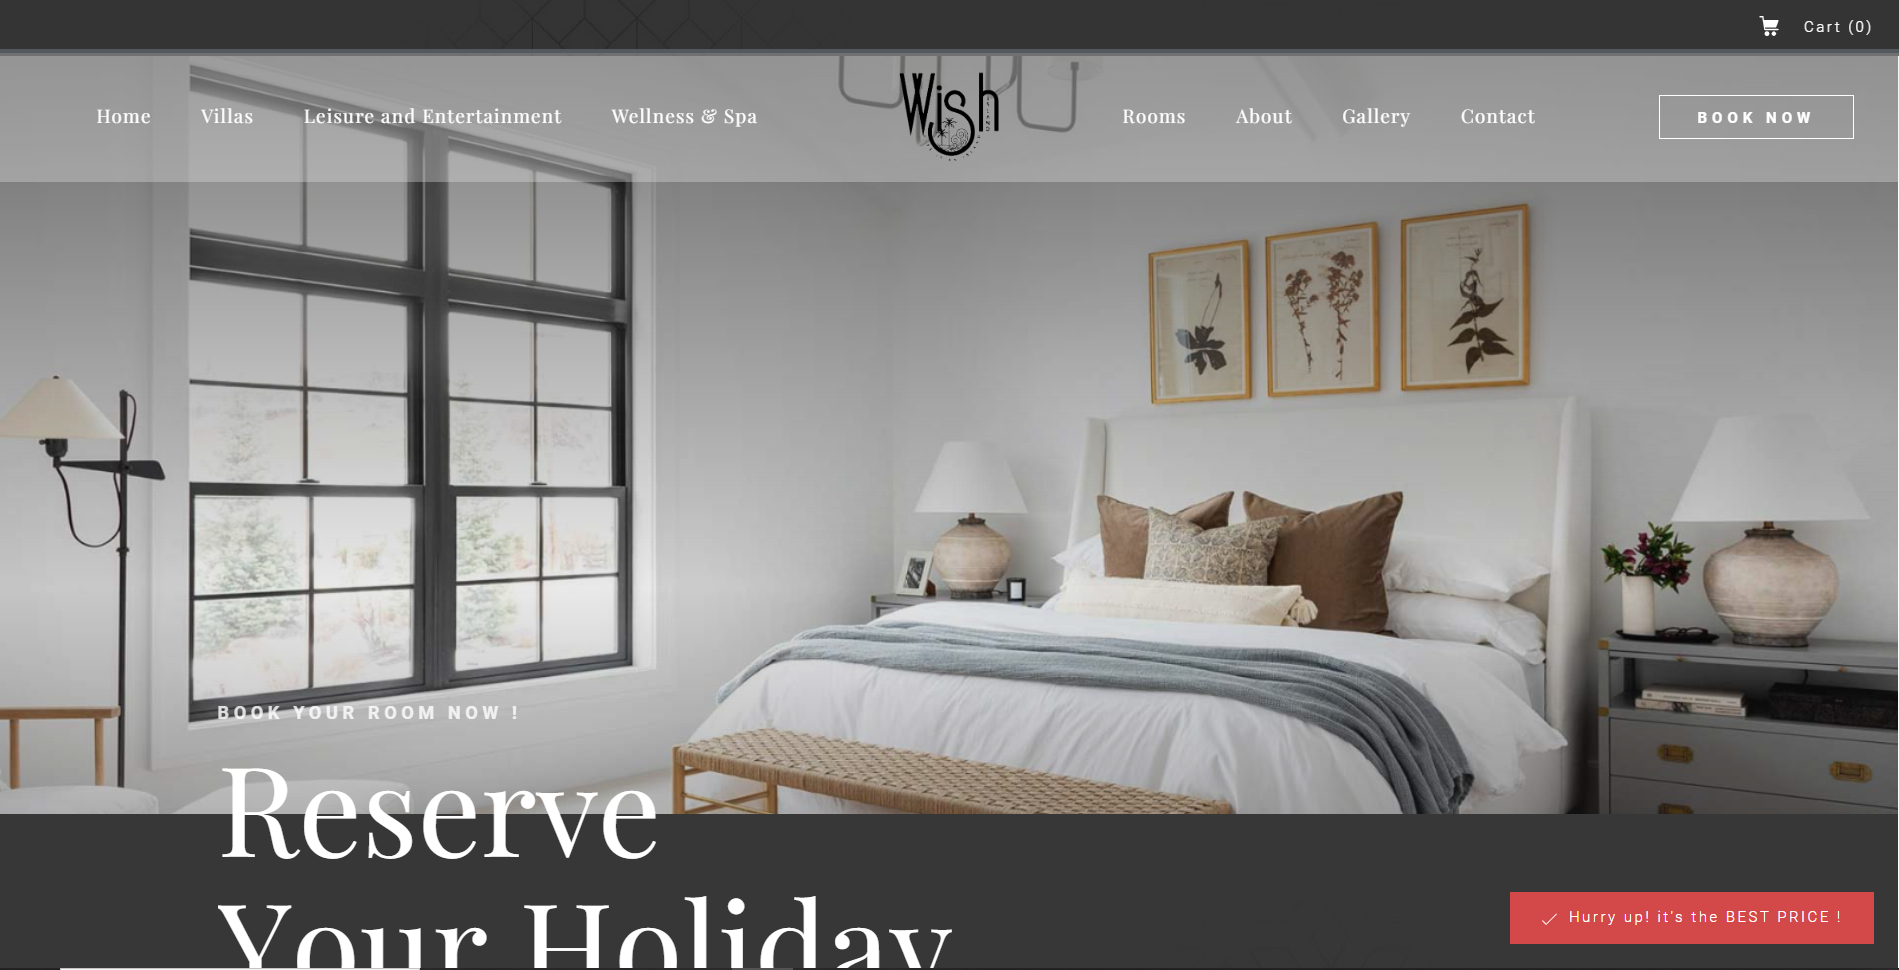 Cart (0)
Home Villas Leisure and Entertainment Wellness & Spa Wish ISLAND Rooms About Gallery Contact BOOK NOW
BOOK YOUR ROOM NOW !
Reserve
Your Holiday
Hurry up! it's the BEST PRICE !